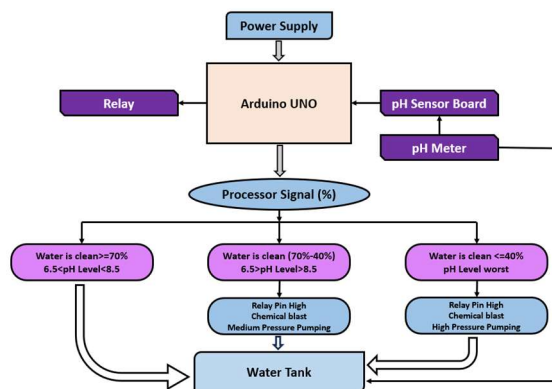 Power Supply
Relay
Arduino UNO
pH Sensor Board
pH Meter
Processor Signal (%)
Water is clean>=70%
6.5<pH Level<8.5
Water is clean (70%-40%)
6.5>pH Level>8.5
Water is clean <=40%
pH Level worst
Relay Pin High
Chemical blast
Medium Pressure Pumping
Relay Pin High
Chemical blast
High Pressure Pumping
Water Tank